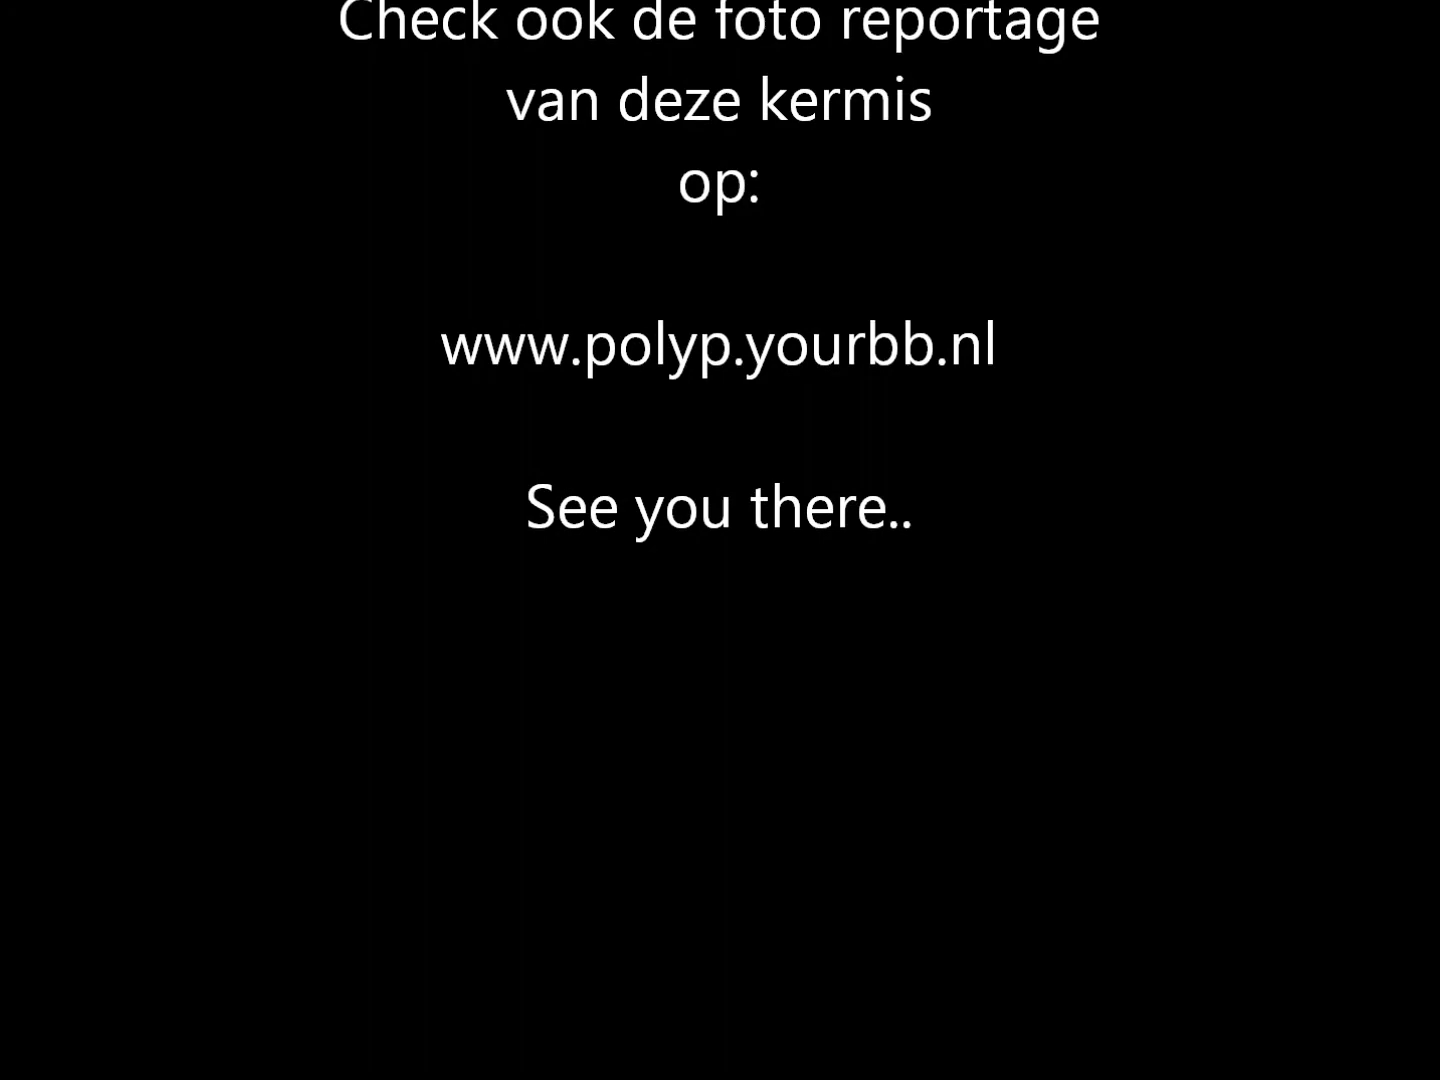 Check ook de foto reportage
van deze kermis
op:
www.polyp.yourbb.nl
See you there..